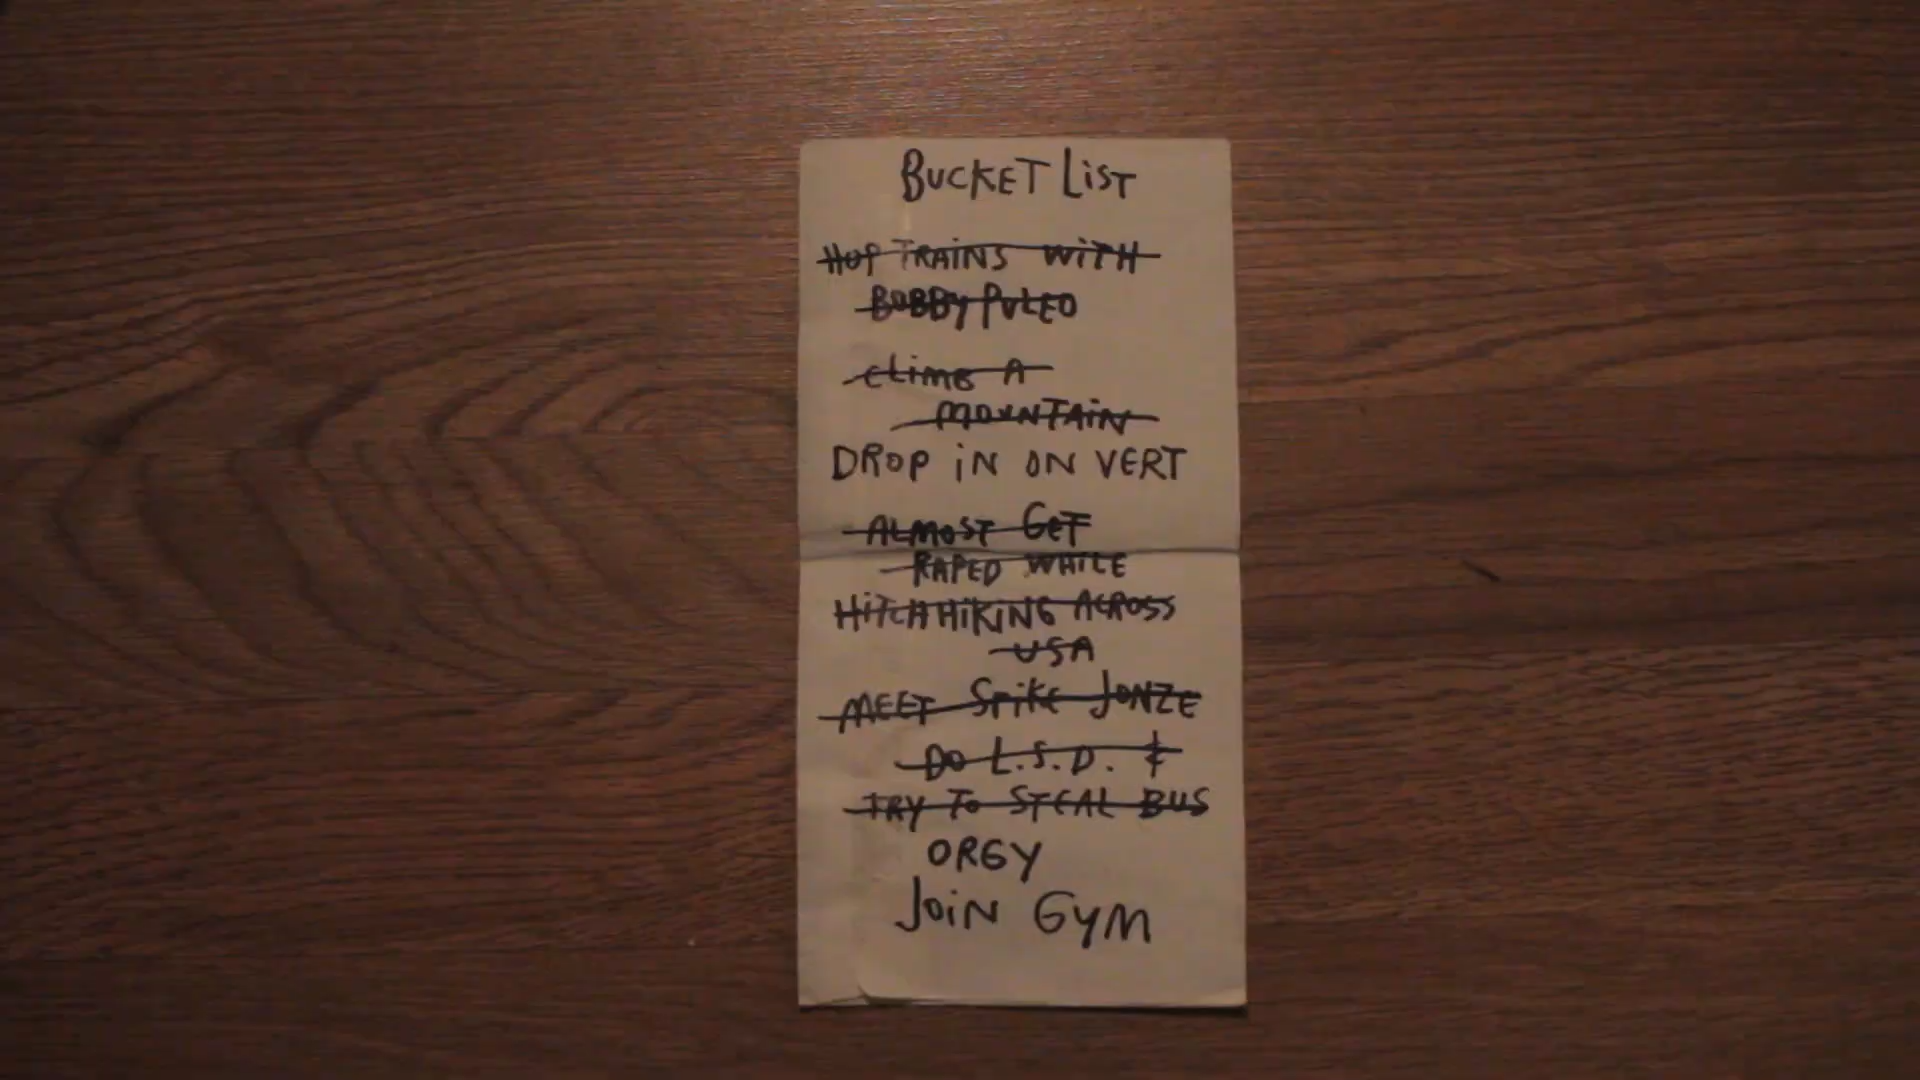 BUCKET LiST
HOP TRAiNS WiTH
BOBBY PULEO
CLiMB A
MOUNTAiN
DROP iN ON VERT
ALMOST GET
RAPED WHILE
HiTCHHiKiNG ACROSS
USA
MEET SPiKE JONZE
DO L.S.D. &
TRY To STEAL BUS
ORGY
JOiN GYM